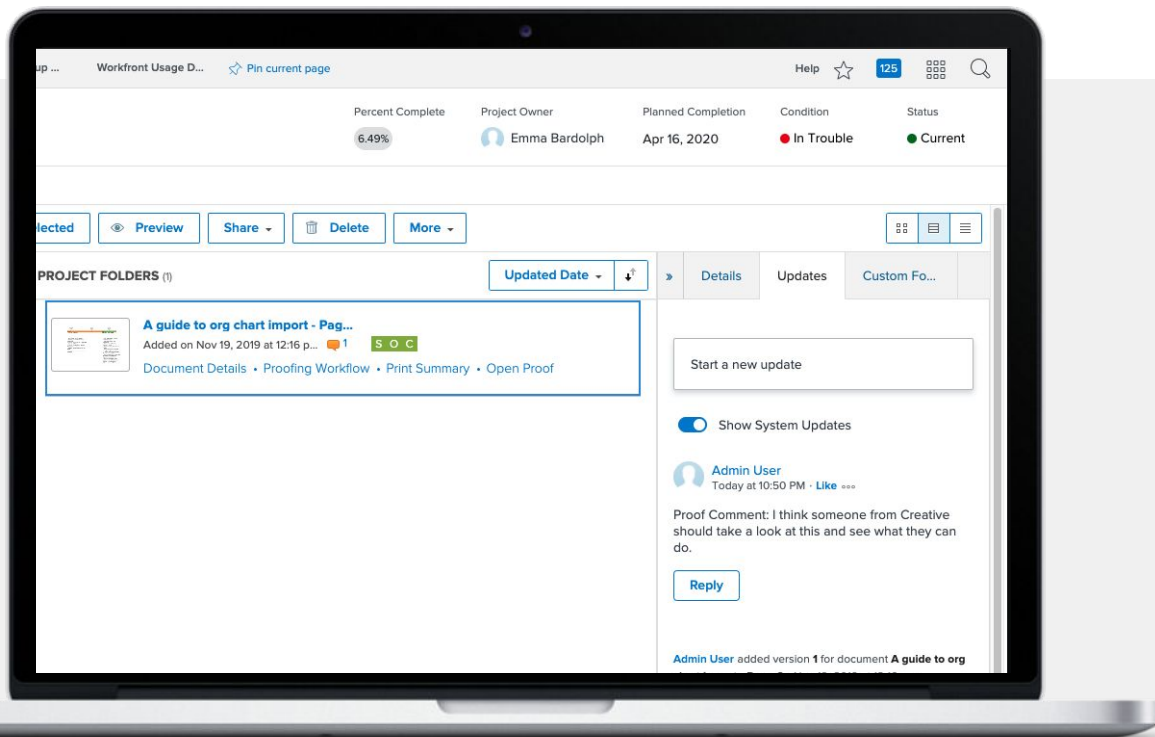 up ... Workfront Usage D... Pin current page Help 125
Percent Complete Project Owner Planned Completion Condition Status
6.49% Emma Bardolph Apr 16, 2020 In Trouble Current
lected Preview Share Delete More
PROJECT FOLDERS (1) Updated Date » Details Updates Custom Fo...
A guide to org chart import - Pag...
Added on Nov 19, 2019 at 12:16 p... 1 S O C
Document Details • Proofing Workflow • Print Summary • Open Proof
Start a new update
Show System Updates
Admin User
Today at 10:50 PM · Like
Proof Comment: I think someone from Creative
should take a look at this and see what they can
do.
Reply
Admin User added version 1 for document A guide to org